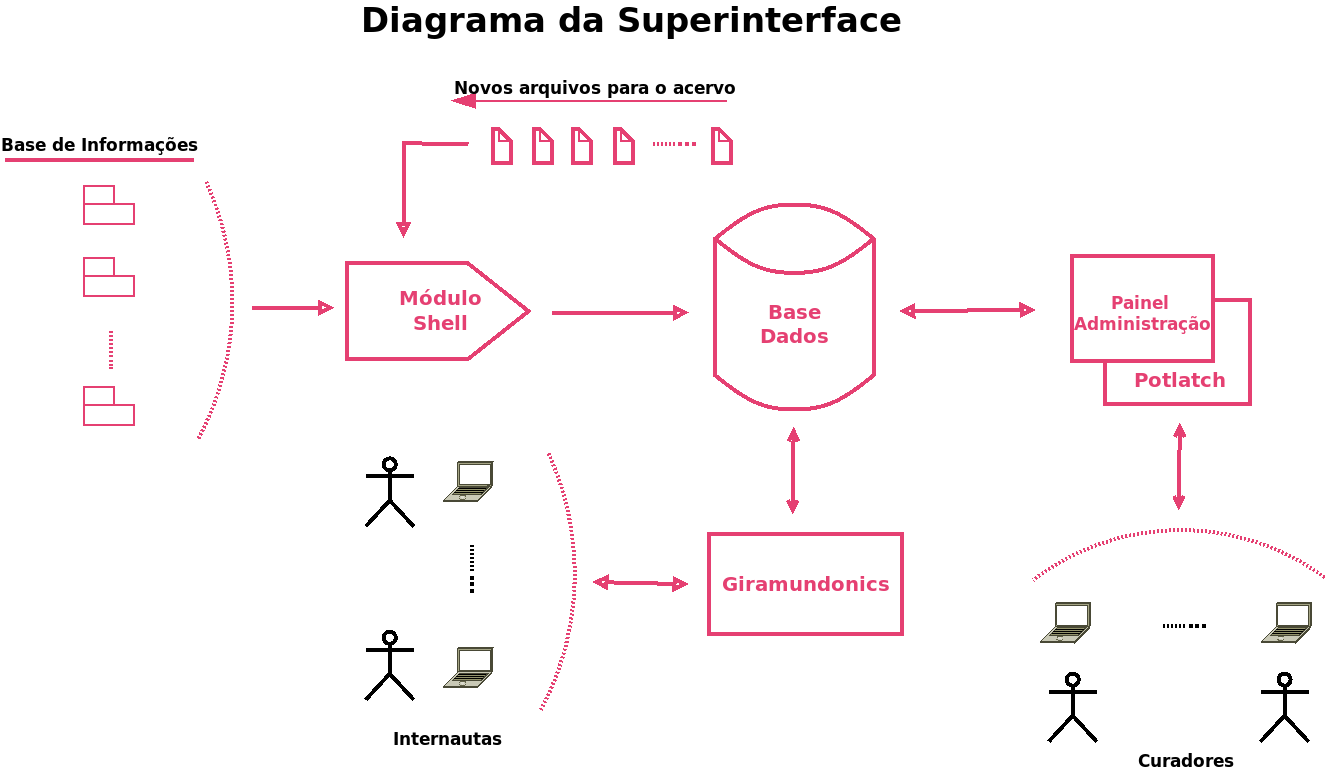 Diagrama da Superinterface
Novos arquivos para o acervo
Base de Informações
Módulo
Shell
Base
Dados
Painel
Administração
Potlatch
Giramundonics
Internautas
Curadores